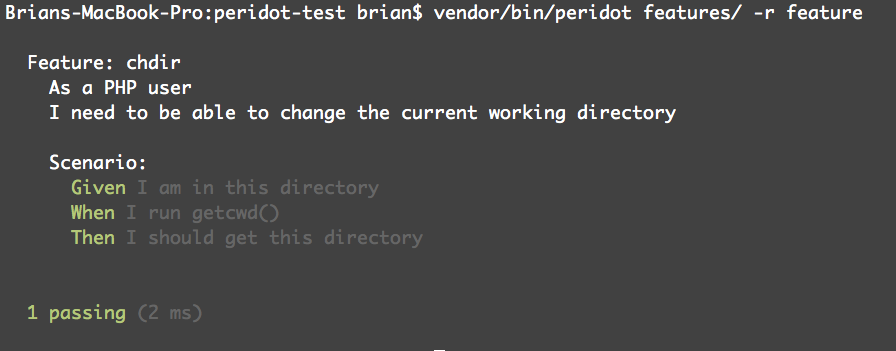 Brians-MacBook-Pro:peridot-test brian$ vendor/bin/peridot features/ -r feature
Feature: chdir
As a PHP user
I need to be able to change the current working directory
Scenario:
Given I am in this directory
When I run getcwd()
Then I should get this directory
1 passing (2 ms)